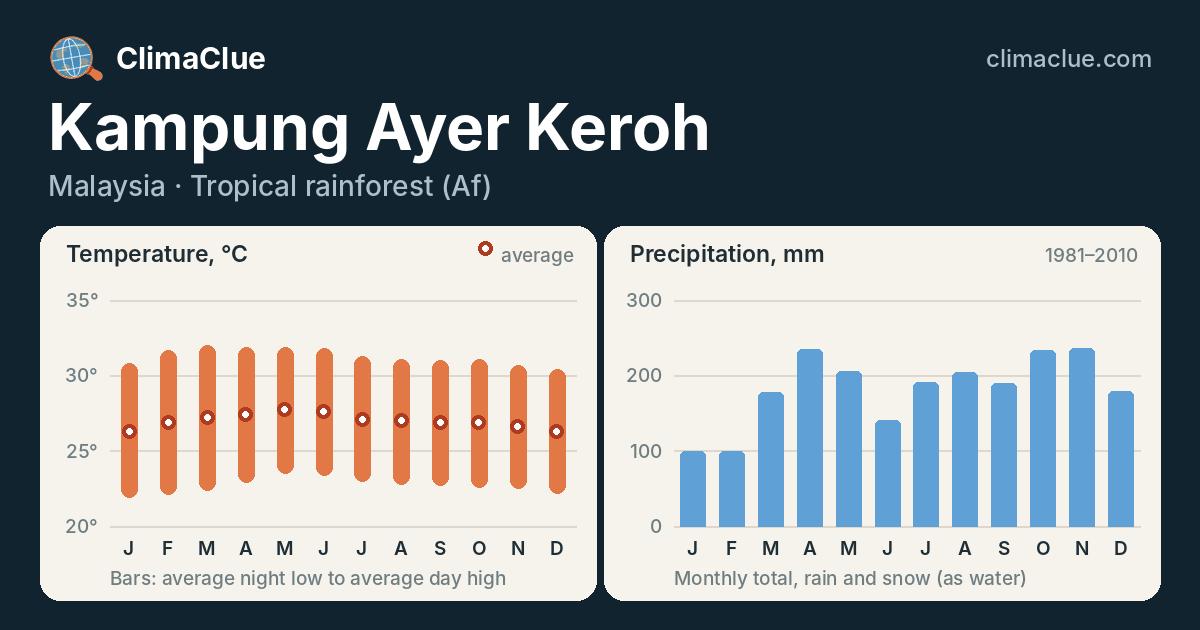 ClimaClue
climaclue.com
Kampung Ayer Keroh
Malaysia · Tropical rainforest (Af)
Temperature, °C
average
35°
30°
25°
20°
J F M A M J J A S O N D
Bars: average night low to average day high
Precipitation, mm
1981–2010
300
200
100
0
J F M A M J J A S O N D
Monthly total, rain and snow (as water)